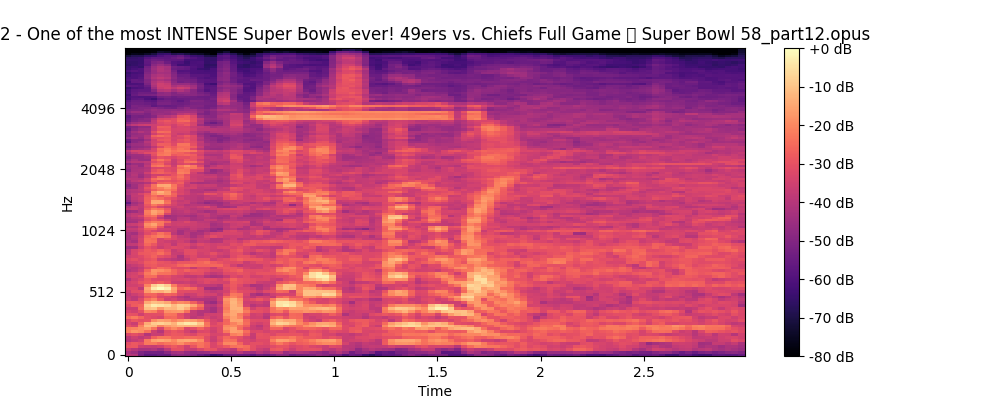 2 - One of the most INTENSE Super Bowls ever! 49ers vs. Chiefs Full Game  Super Bowl 58_part12.opus
+0 dB
4096
-10 dB
-20 dB
2048
-30 dB
Hz
-40 dB
1024
-50 dB
512
-60 dB
-70 dB
0
-80 dB
0 0.5 1 1.5 2 2.5
Time